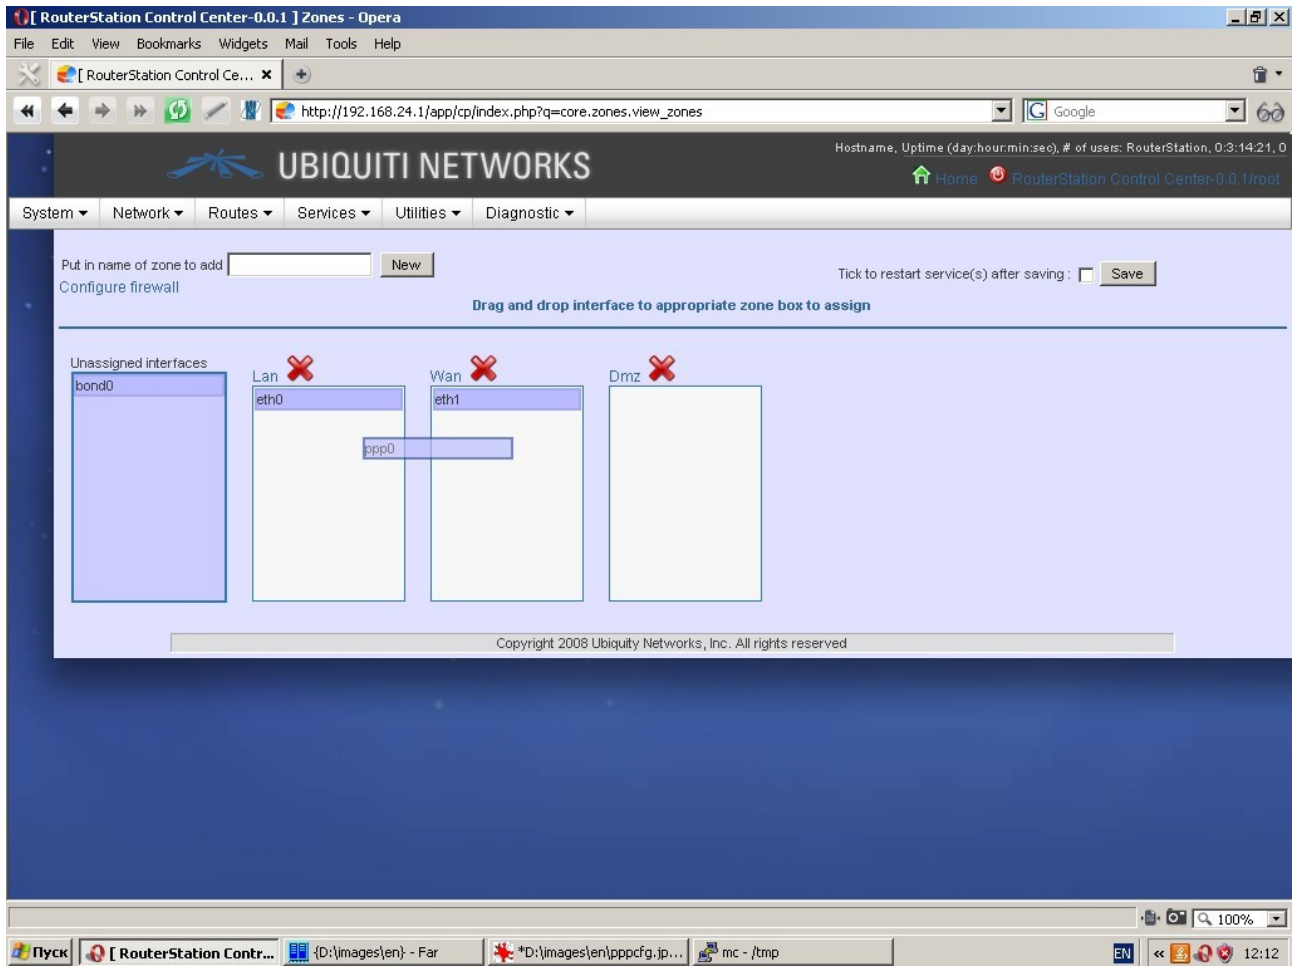 [ RouterStation Control Center-0.0.1 ] Zones - Opera
File Edit View Bookmarks Widgets Mail Tools Help
[ RouterStation Control Ce...
http://192.168.24.1/app/cp/index.php?q=core.zones.view_zones Google
UBIQUITI NETWORKS
Hostname, Uptime (day:hour:min:sec), # of users: RouterStation, 0:3:14:21, 0
Home RouterStation Control Center-0.0.1/root
System Network Routes Services Utilities Diagnostic
Put in name of zone to add New
Tick to restart service(s) after saving : Save
Configure firewall
Drag and drop interface to appropriate zone box to assign
Unassigned interfaces
Lan Wan Dmz
bond0
eth0 eth1
ppp0
Copyright 2008 Ubiquity Networks, Inc. All rights reserved
100%
Пуск [ RouterStation Contr... {D:\images\en} - Far *D:\images\en\pppcfg.jp... mc - /tmp EN « 12:12